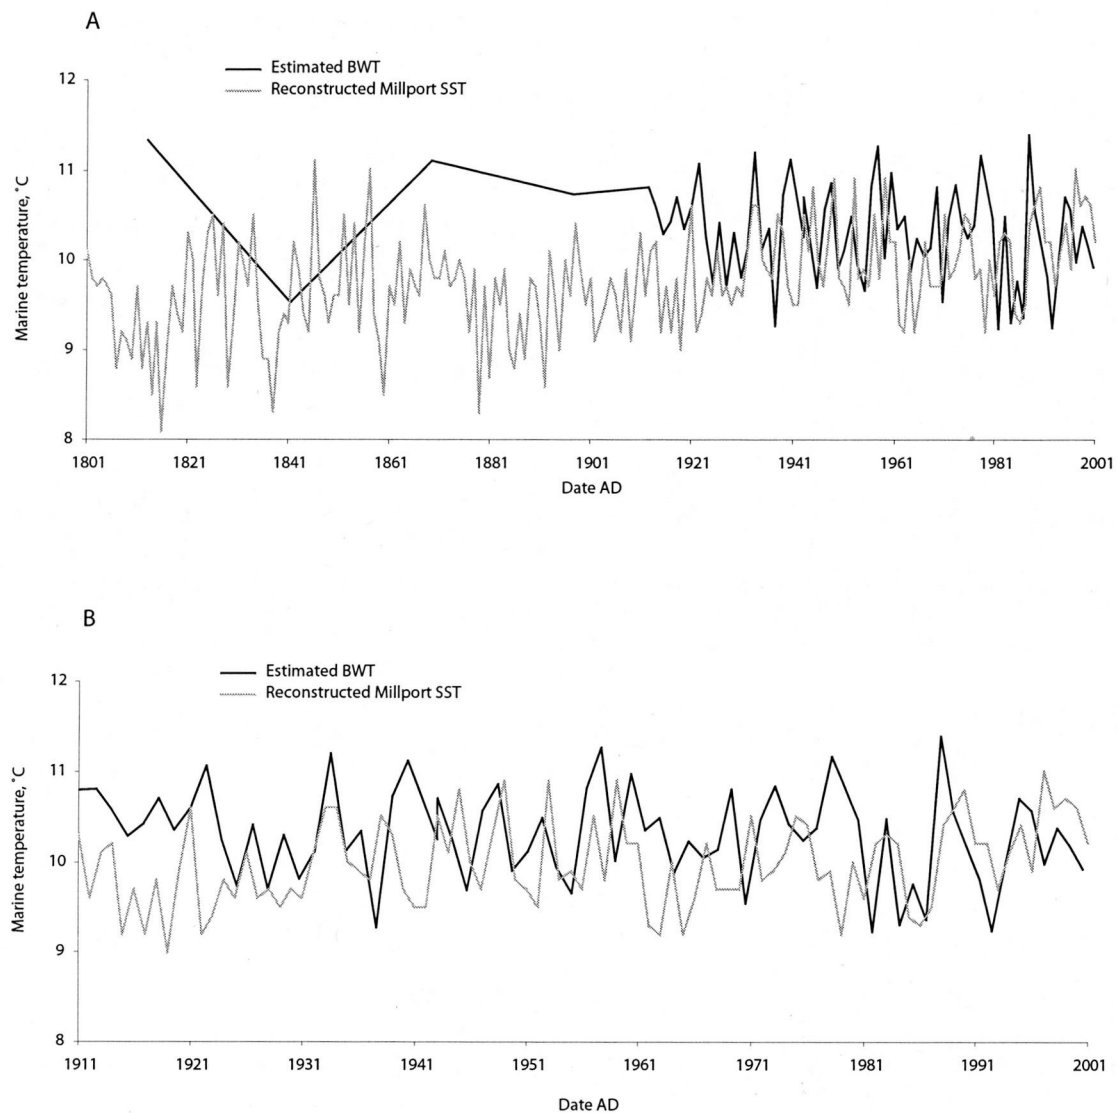 A
Estimated BWT
Reconstructed Millport SST
12
11
10
9
8
Marine temperature, °C
1801 1821 1841 1861 1881 1901 1921 1941 1961 1981 2001
Date AD
B
Estimated BWT
Reconstructed Millport SST
12
11
10
9
8
Marine temperature, °C
1911 1921 1931 1941 1951 1961 1971 1981 1991 2001
Date AD